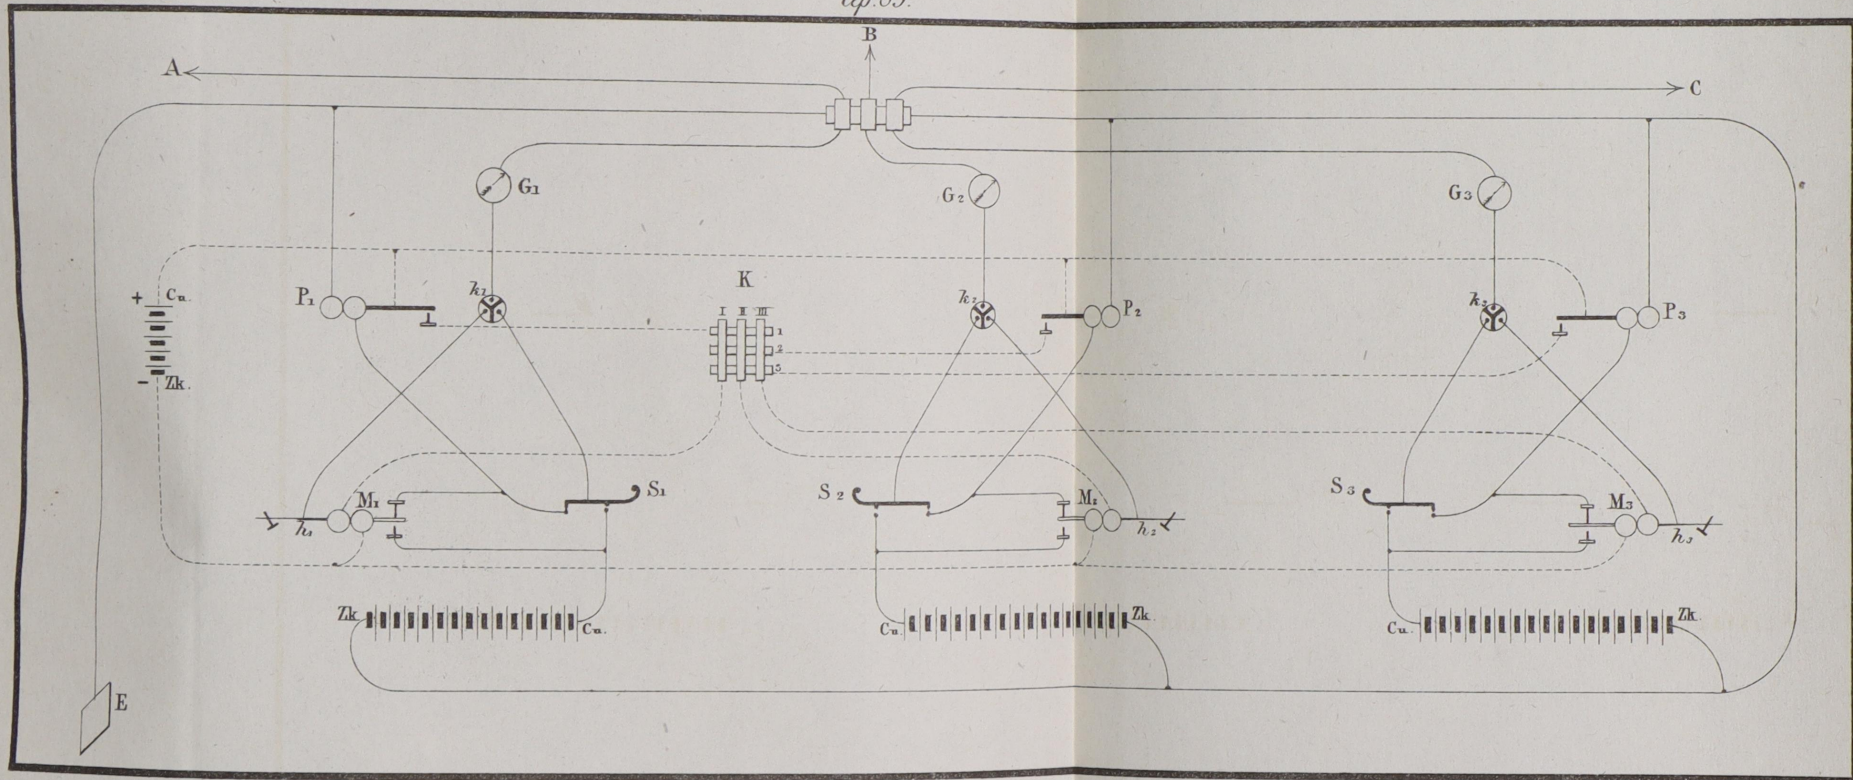 B
A
C
G1
G2
G3
K
+ Cu.
P1
k1
k2
P2
k3
P3
I II III
1
2
3
- Zk.
M1
S1
S2
M2
S3
M3
h1
h2
h3
Zk.
Cu.
Cu.
Zk.
Cu.
Zk.
E